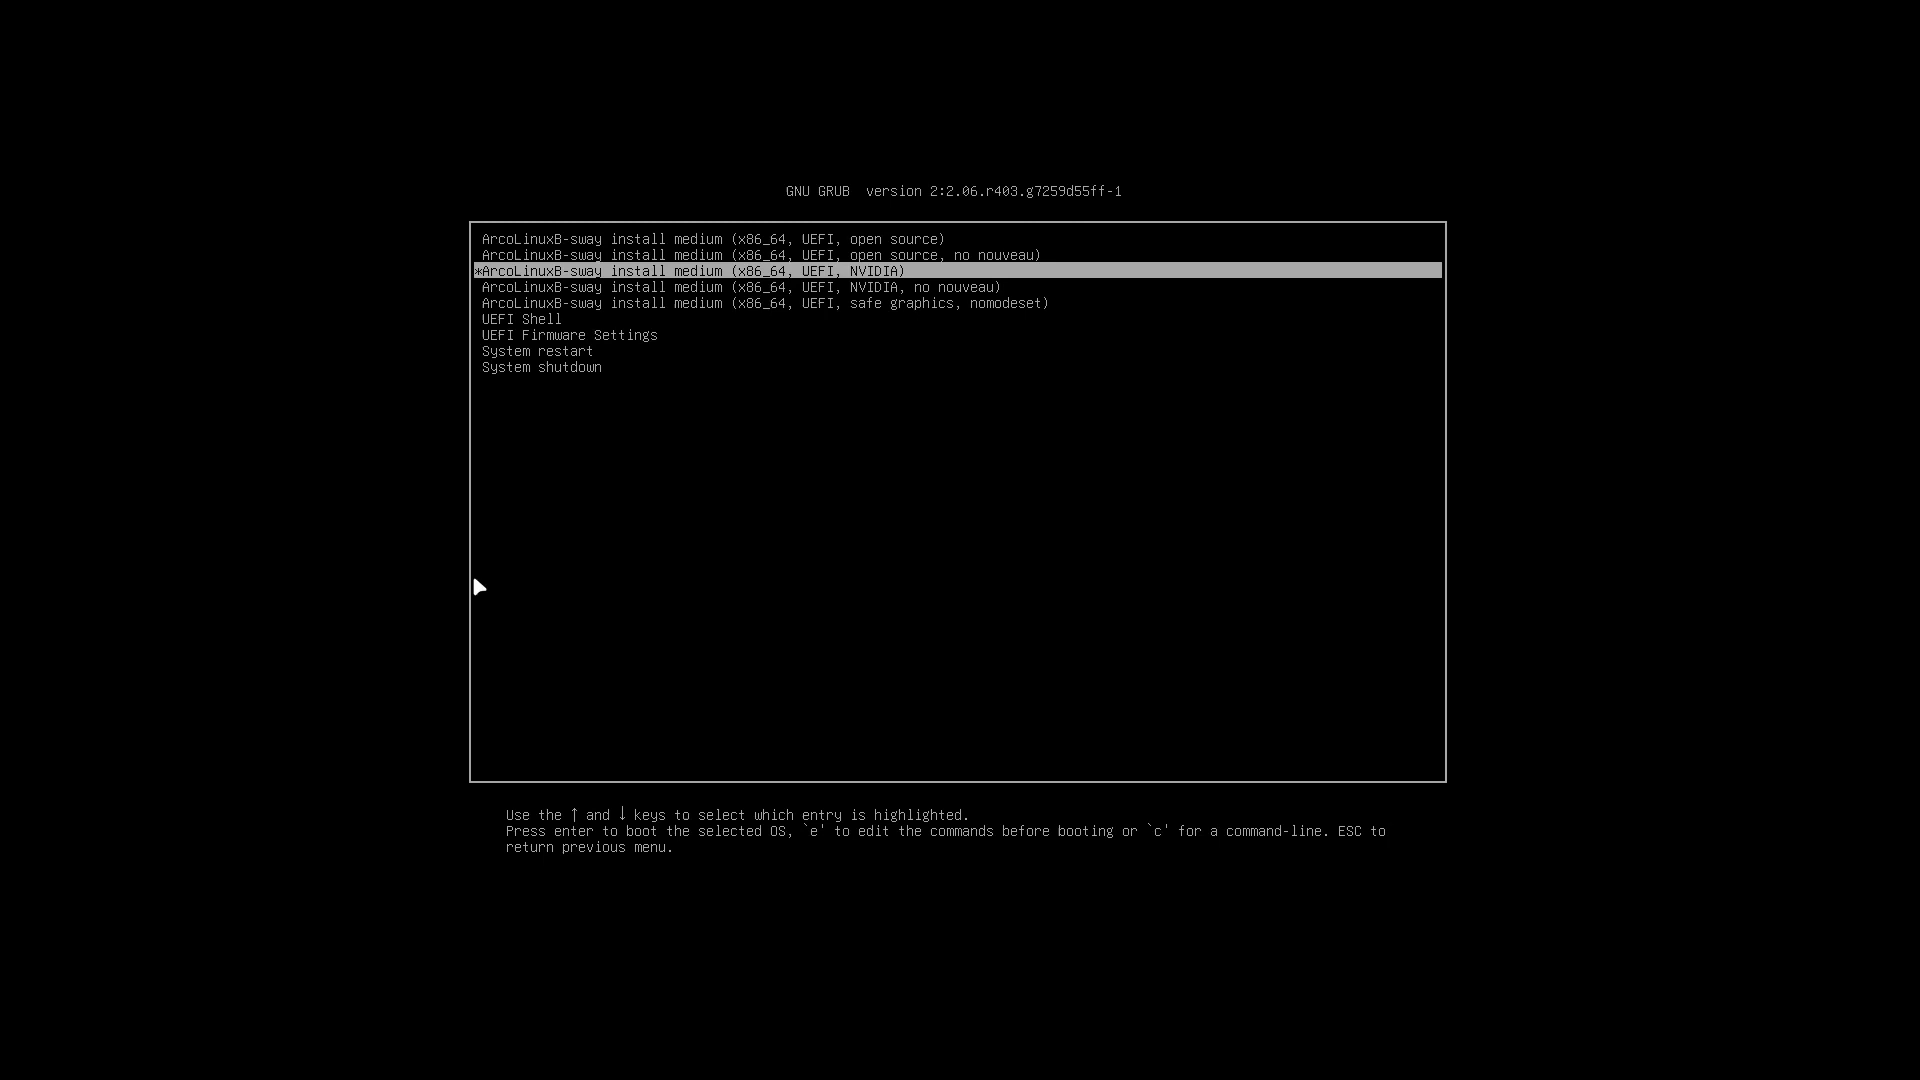 GNU GRUB  version 2:2.06.r403.g7259d55ff-1
ArcoLinuxB-sway install medium (x86_64, UEFI, open source)
ArcoLinuxB-sway install medium (x86_64, UEFI, open source, no nouveau)
*ArcoLinuxB-sway install medium (x86_64, UEFI, NVIDIA)
ArcoLinuxB-sway install medium (x86_64, UEFI, NVIDIA, no nouveau)
ArcoLinuxB-sway install medium (x86_64, UEFI, safe graphics, nomodeset)
UEFI Shell
UEFI Firmware Settings
System restart
System shutdown
Use the ↑ and ↓ keys to select which entry is highlighted.
Press enter to boot the selected OS, `e' to edit the commands before booting or `c' for a command-line. ESC to
return previous menu.